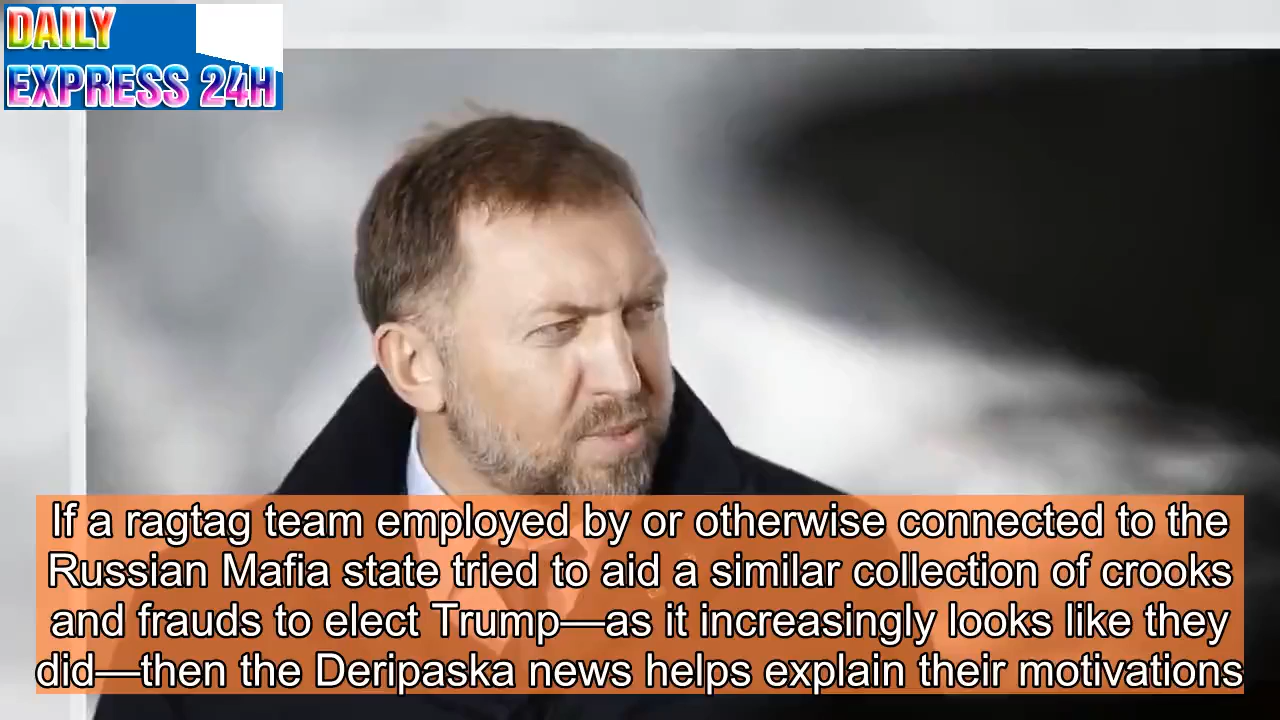 DAILY
EXPRESS 24H
If a ragtag team employed by or otherwise connected to the
Russian Mafia state tried to aid a similar collection of crooks
and frauds to elect Trump—as it increasingly looks like they
did—then the Deripaska news helps explain their motivations